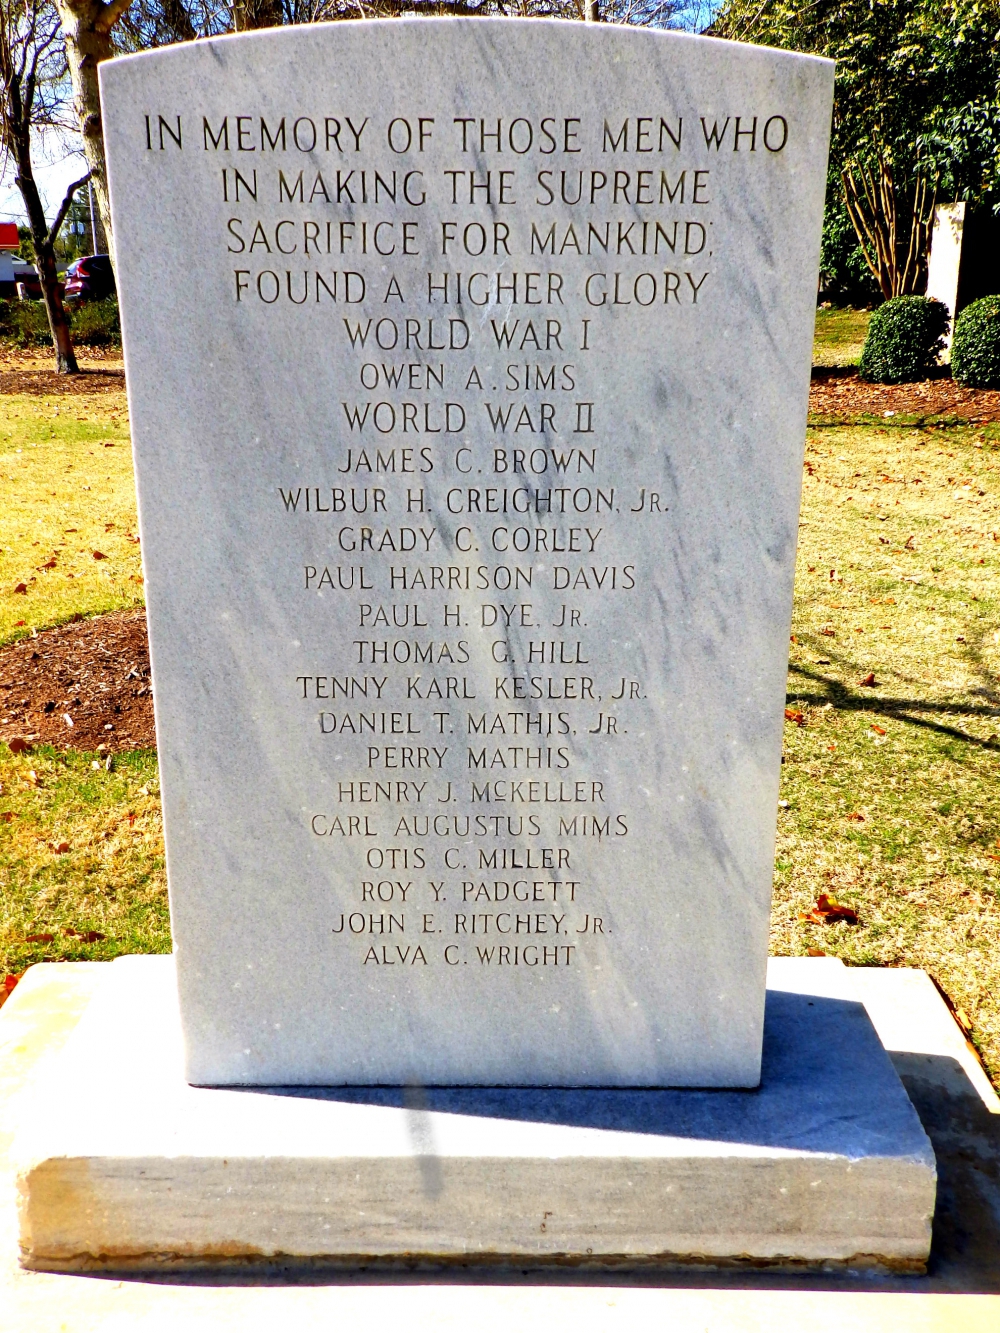 IN MEMORY OF THOSE MEN WHO
IN MAKING THE SUPREME
SACRIFICE FOR MANKIND,
FOUND A HIGHER GLORY
WORLD WAR I
OWEN A. SIMS
WORLD WAR II
JAMES C. BROWN
WILBUR H. CREIGHTON, JR.
GRADY C. CORLEY
PAUL HARRISON DAVIS
PAUL H. DYE, JR.
THOMAS G. HILL
TENNY KARL KESLER, JR.
DANIEL T. MATHIS, JR.
PERRY MATHIS
HENRY J. McKELLER
CARL AUGUSTUS MIMS
OTIS C. MILLER
ROY Y. PADGETT
JOHN E. RITCHEY, JR.
ALVA C. WRIGHT